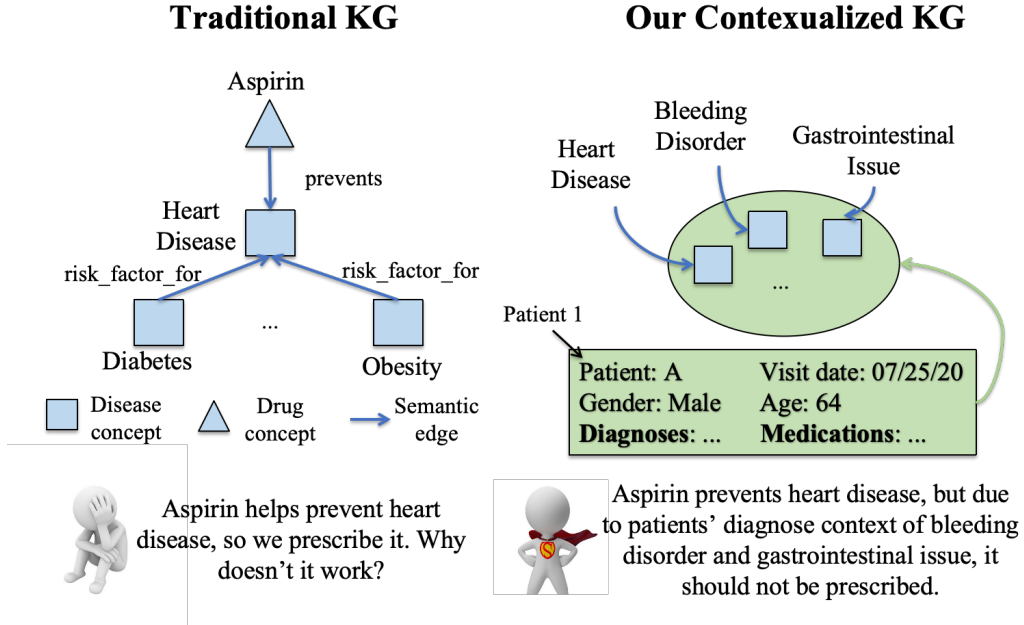 Traditional KG
Aspirin
prevents
Heart
Disease
risk_factor_for
risk_factor_for
...
Diabetes
Obesity
Disease
concept
Drug
concept
Semantic
edge
Aspirin helps prevent heart
disease, so we prescribe it. Why
doesn't it work?
Our Contexualized KG
Bleeding
Disorder
Heart
Disease
Gastrointestinal
Issue
...
Patient 1
Patient: A Visit date: 07/25/20
Gender: Male Age: 64
Diagnoses: ... Medications: ...
S
Aspirin prevents heart disease, but due
to patients' diagnose context of bleeding
disorder and gastrointestinal issue, it
should not be prescribed.